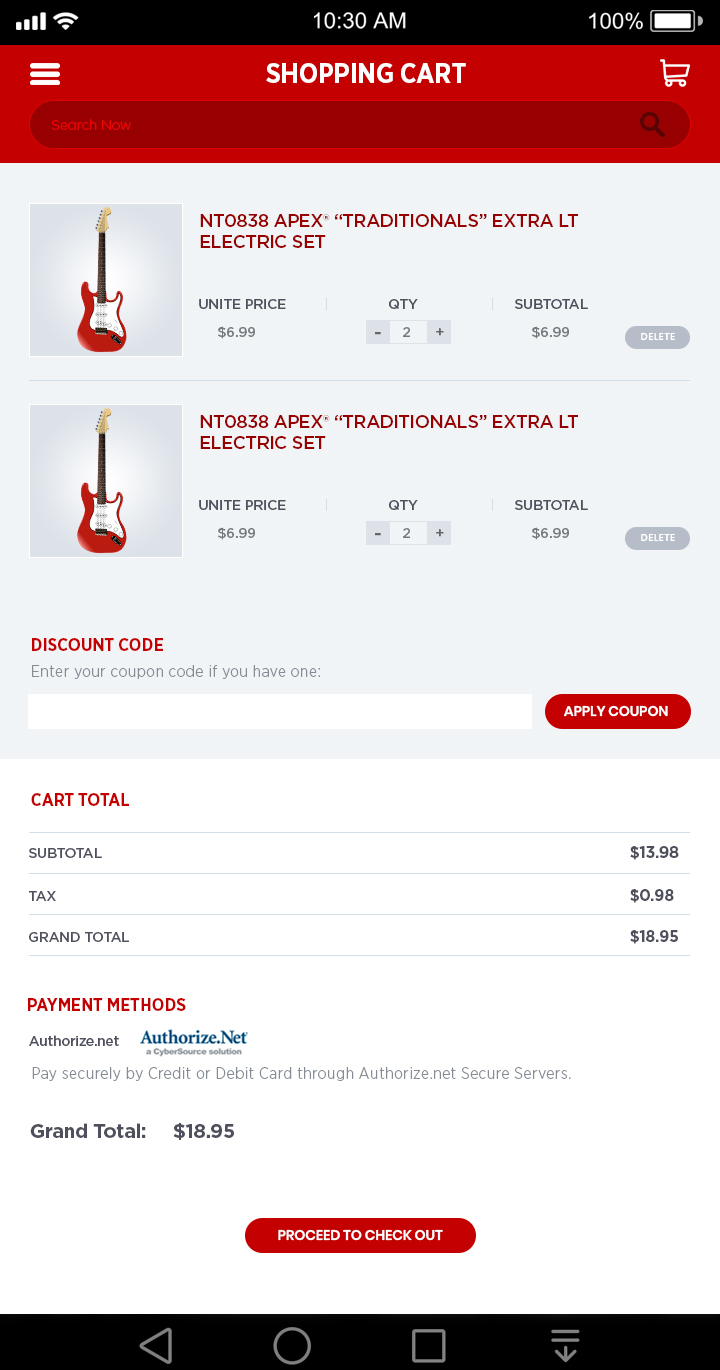 10:30 AM
100%
SHOPPING CART
Search Now
NT0838 APEX® “TRADITIONALS” EXTRA LT
ELECTRIC SET
UNITE PRICE QTY SUBTOTAL
$6.99 - 2 + $6.99 DELETE
NT0838 APEX® “TRADITIONALS” EXTRA LT
ELECTRIC SET
UNITE PRICE QTY SUBTOTAL
$6.99 - 2 + $6.99 DELETE
DISCOUNT CODE
Enter your coupon code if you have one:
APPLY COUPON
CART TOTAL
SUBTOTAL $13.98
TAX $0.98
GRAND TOTAL $18.95
PAYMENT METHODS
Authorize.net Authorize.Net
a CyberSource solution
Pay securely by Credit or Debit Card through Authorize.net Secure Servers.
Grand Total: $18.95
PROCEED TO CHECK OUT